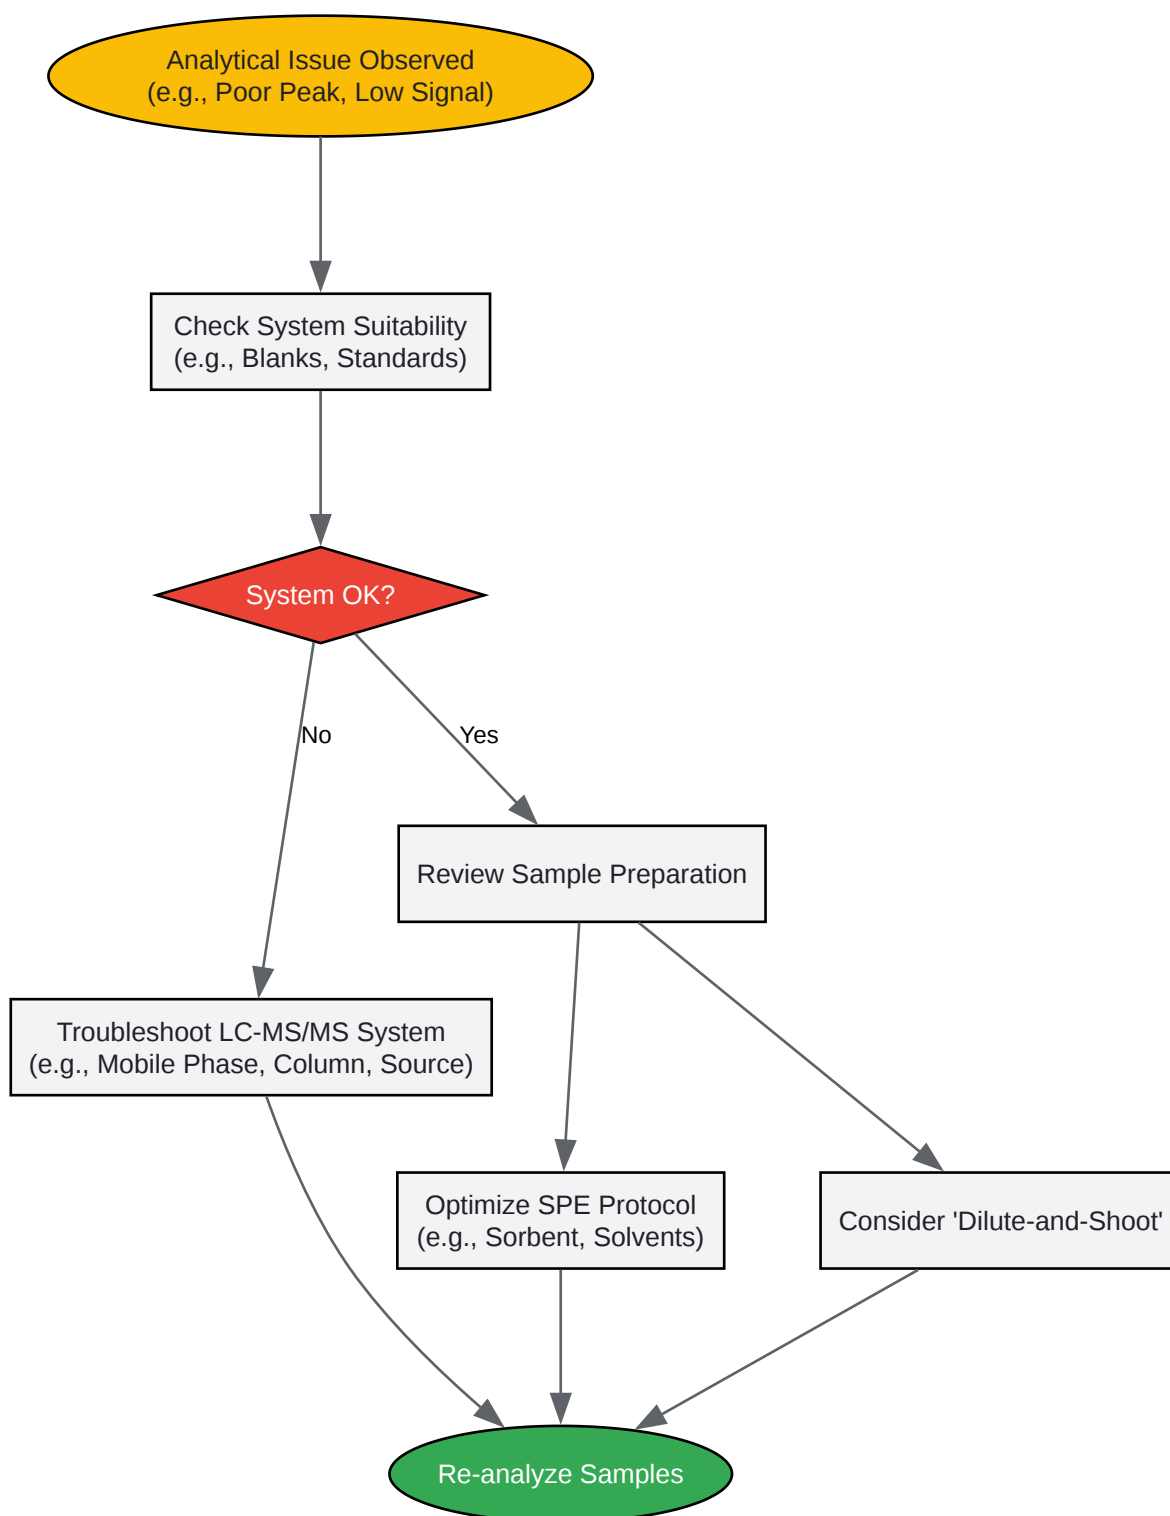 Analytical Issue Observed
(e.g., Poor Peak, Low Signal)
Check System Suitability
(e.g., Blanks, Standards)
System OK?
No
Yes
Review Sample Preparation
Troubleshoot LC-MS/MS System
(e.g., Mobile Phase, Column, Source)
Optimize SPE Protocol
(e.g., Sorbent, Solvents)
Consider 'Dilute-and-Shoot'
Re-analyze Samples